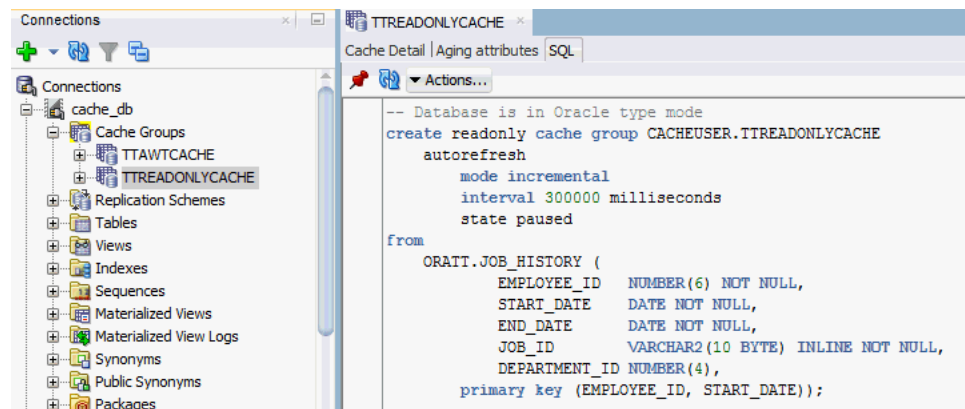 Connections
Connections
cache_db
Cache Groups
TTAWTCACHE
TTREADONLYCACHE
Replication Schemes
Tables
Views
Indexes
Sequences
Materialized Views
Materialized View Logs
Synonyms
Public Synonyms
Packages
TTREADONLYCACHE
Cache Detail | Aging attributes | SQL
Actions...
-- Database is in Oracle type mode
create readonly cache group CACHEUSER.TTREADONLYCACHE
autorefresh
mode incremental
interval 300000 milliseconds
state paused
from
ORATT.JOB_HISTORY (
EMPLOYEE_ID NUMBER(6) NOT NULL,
START_DATE DATE NOT NULL,
END_DATE DATE NOT NULL,
JOB_ID VARCHAR2(10 BYTE) INLINE NOT NULL,
DEPARTMENT_ID NUMBER(4),
primary key (EMPLOYEE_ID, START_DATE));